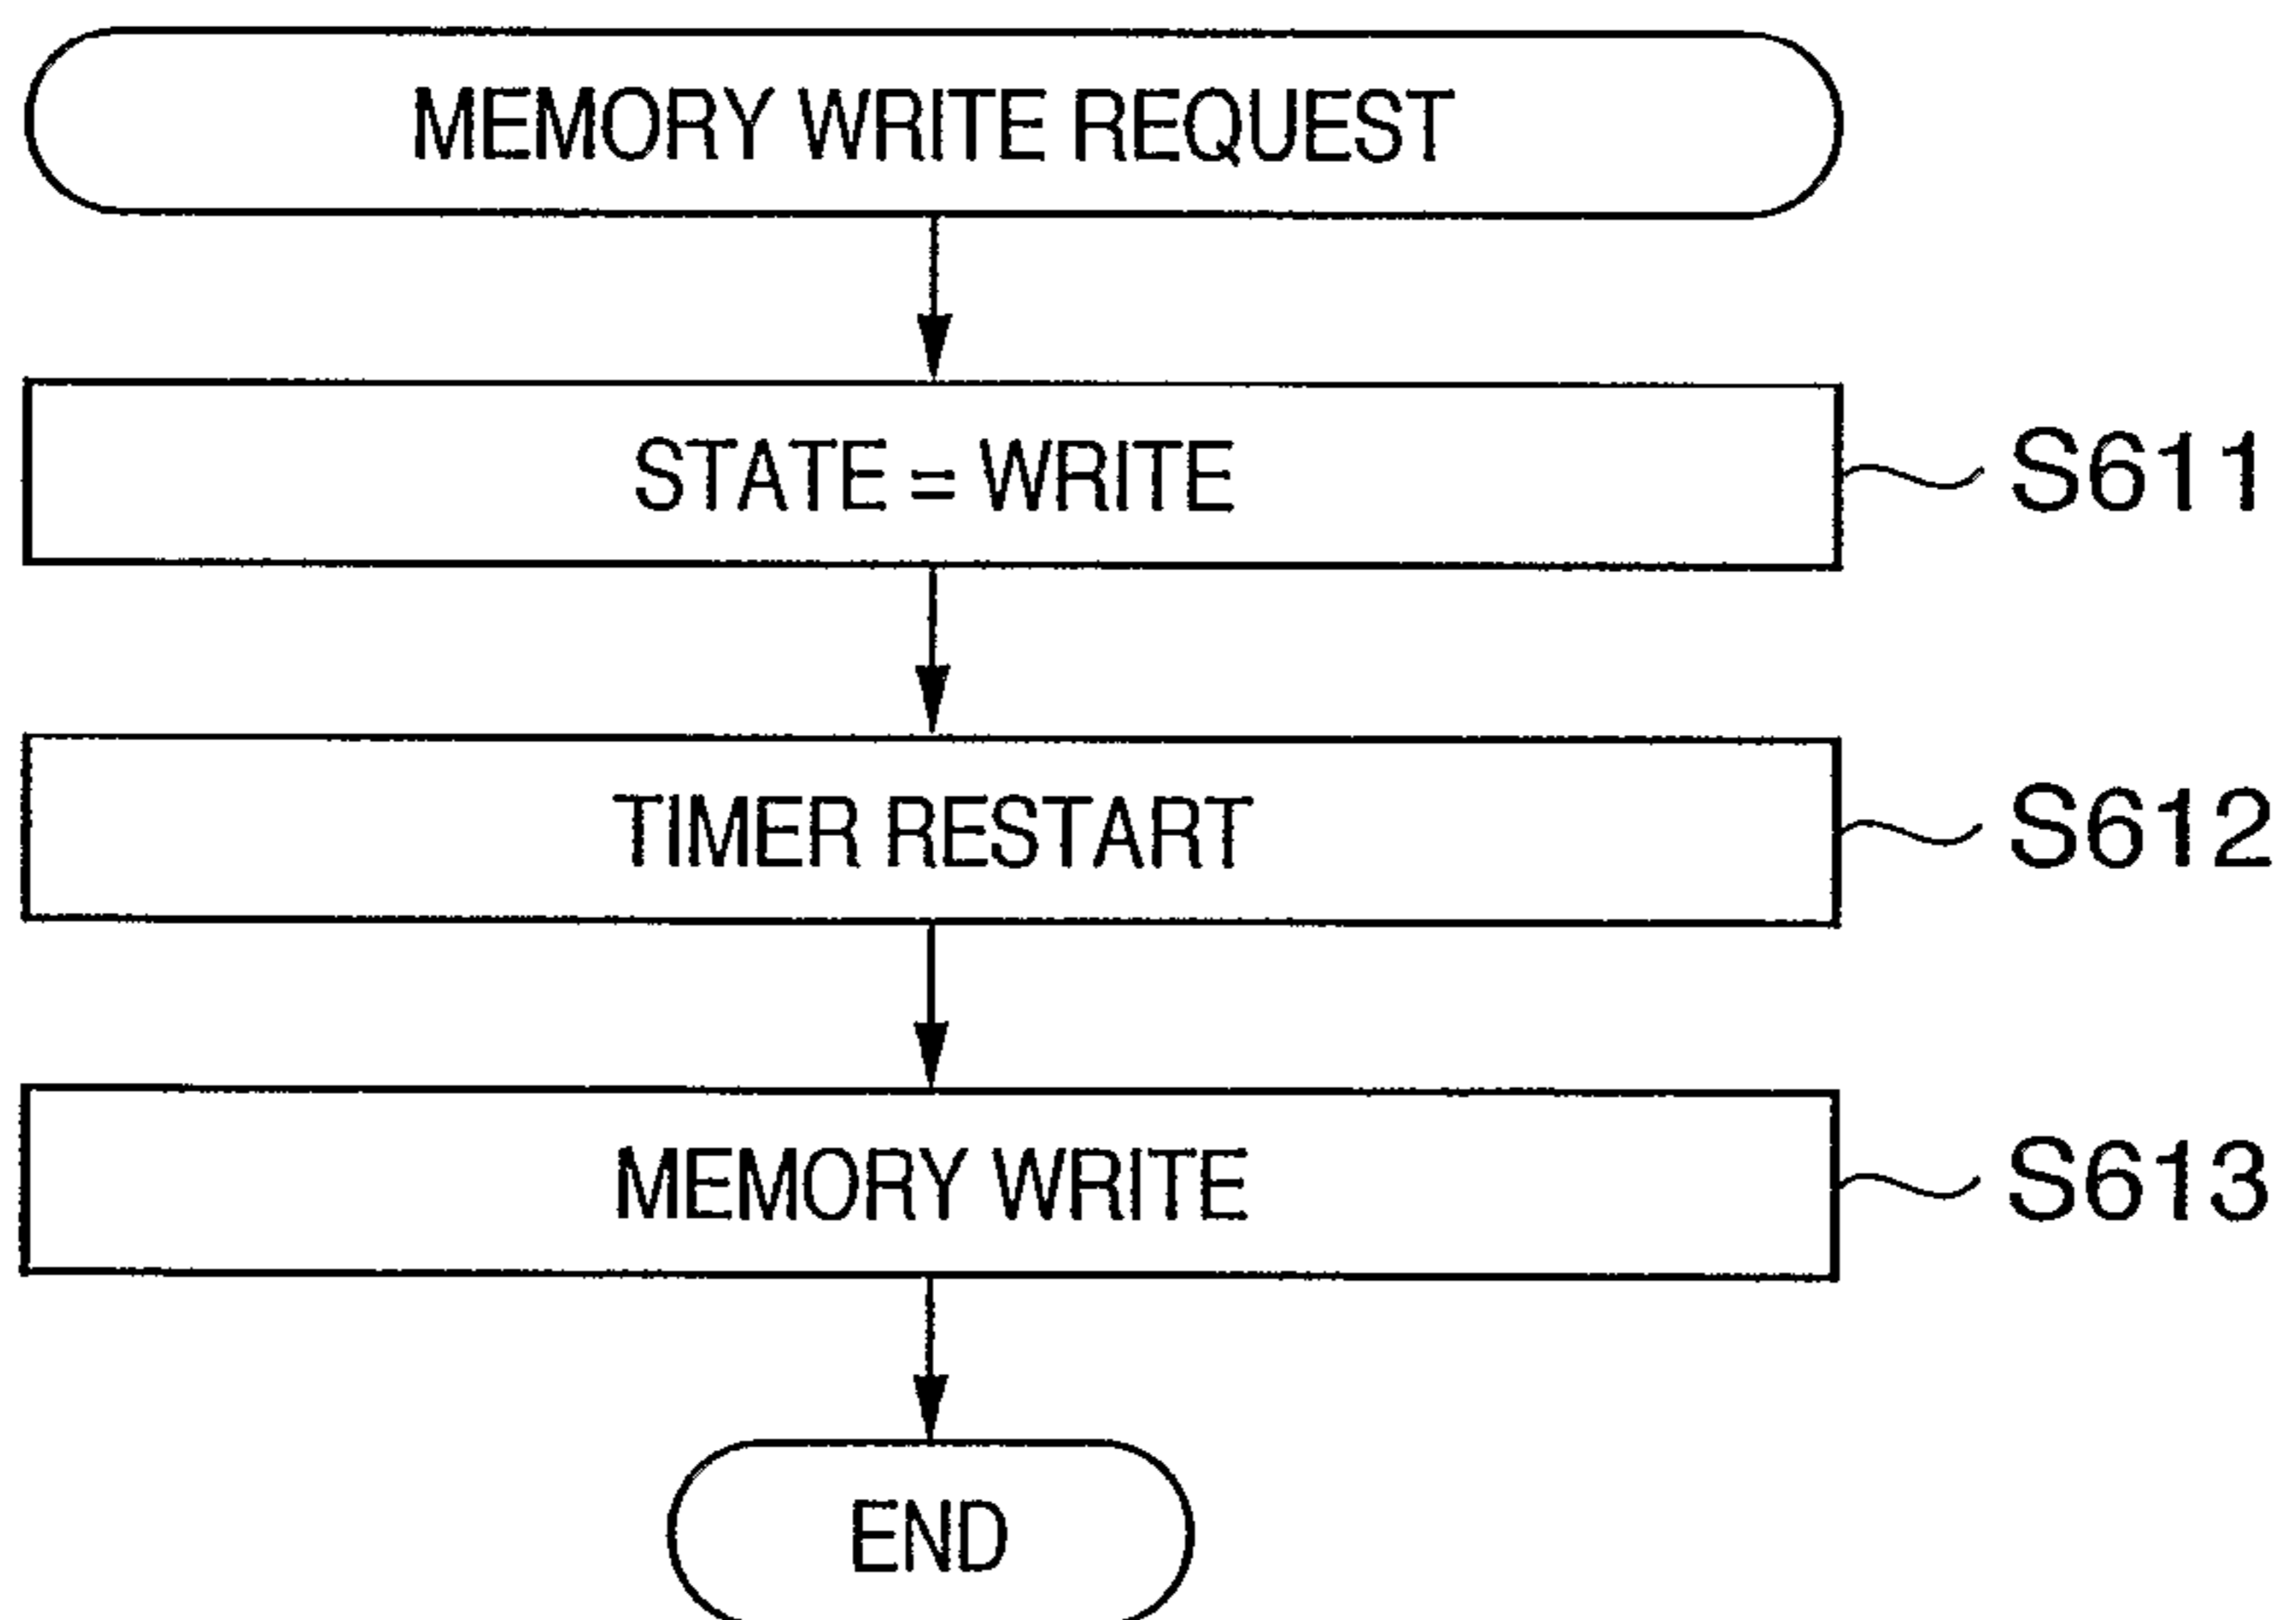 MEMORY WRITE REQUEST
STATE = WRITE
S611
TIMER RESTART
S612
MEMORY WRITE
S613
END